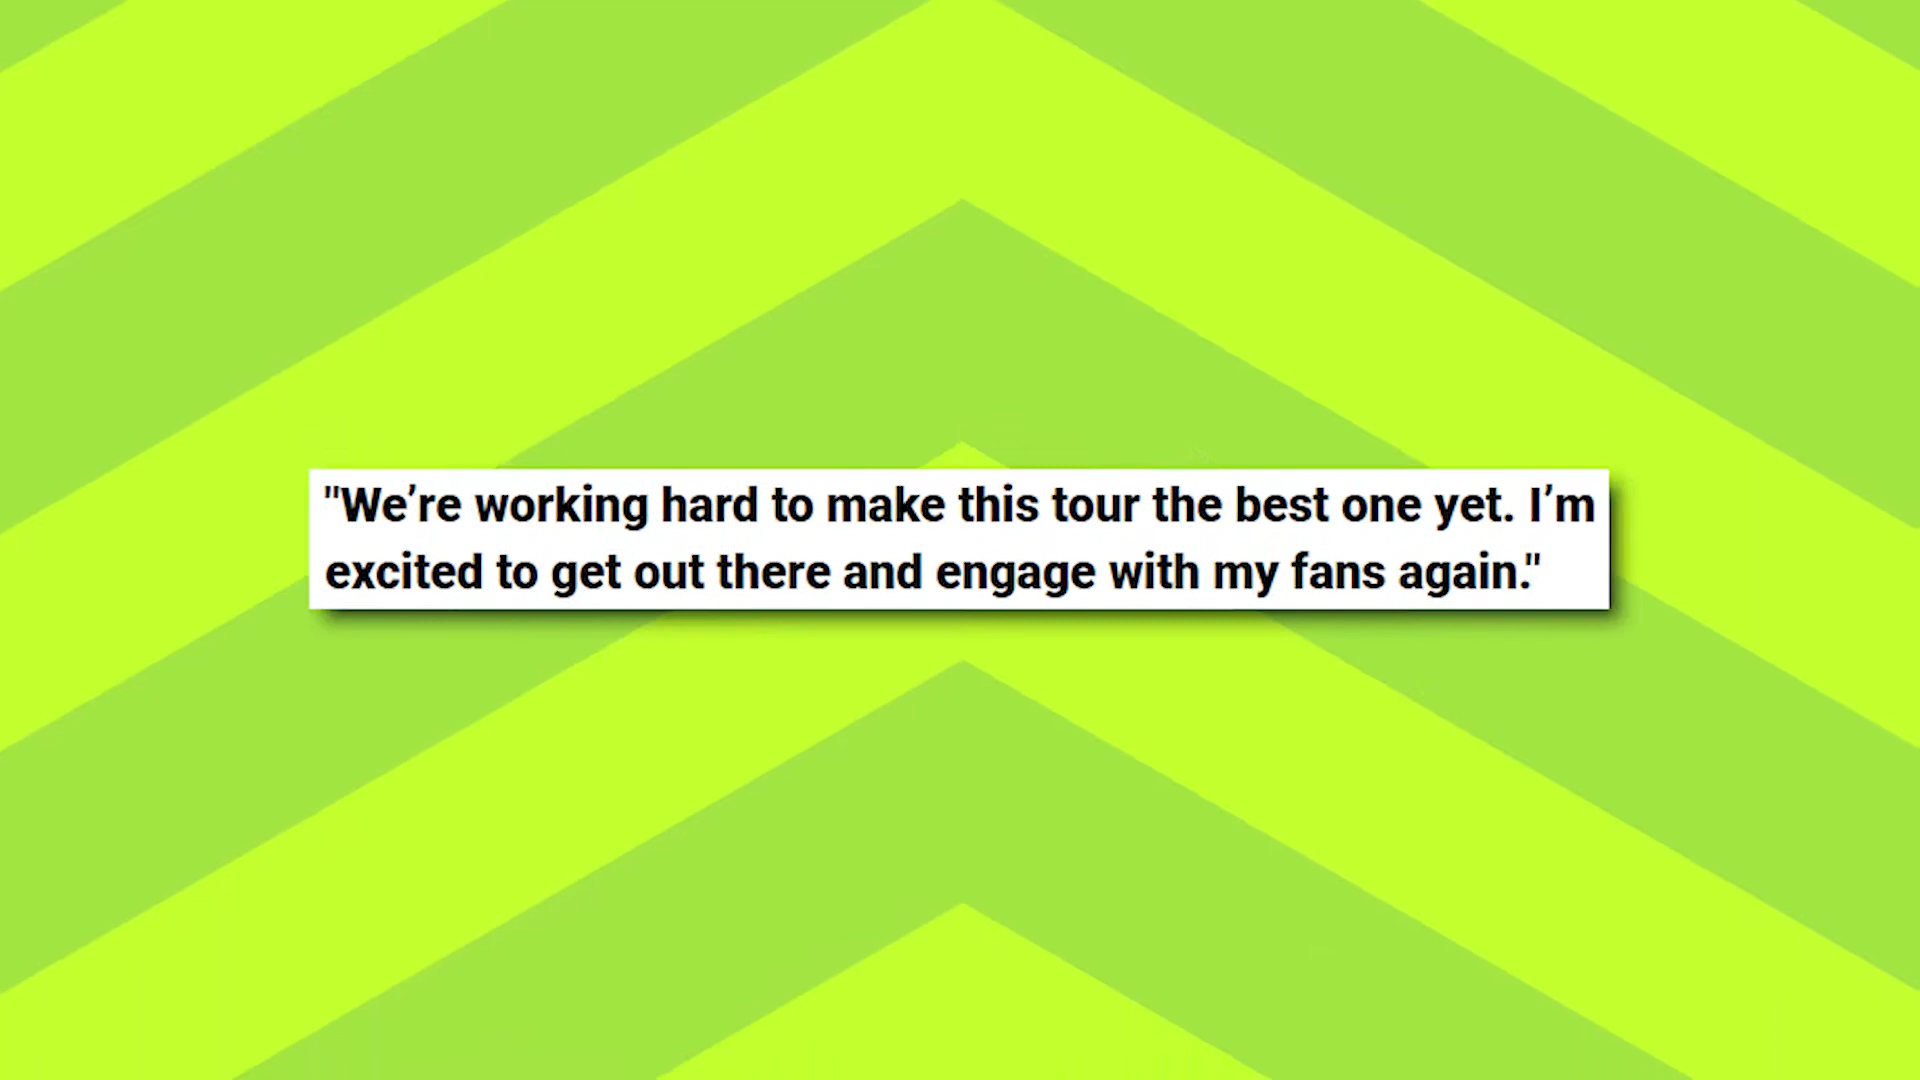 "We’re working hard to make this tour the best one yet. I’m
excited to get out there and engage with my fans again."